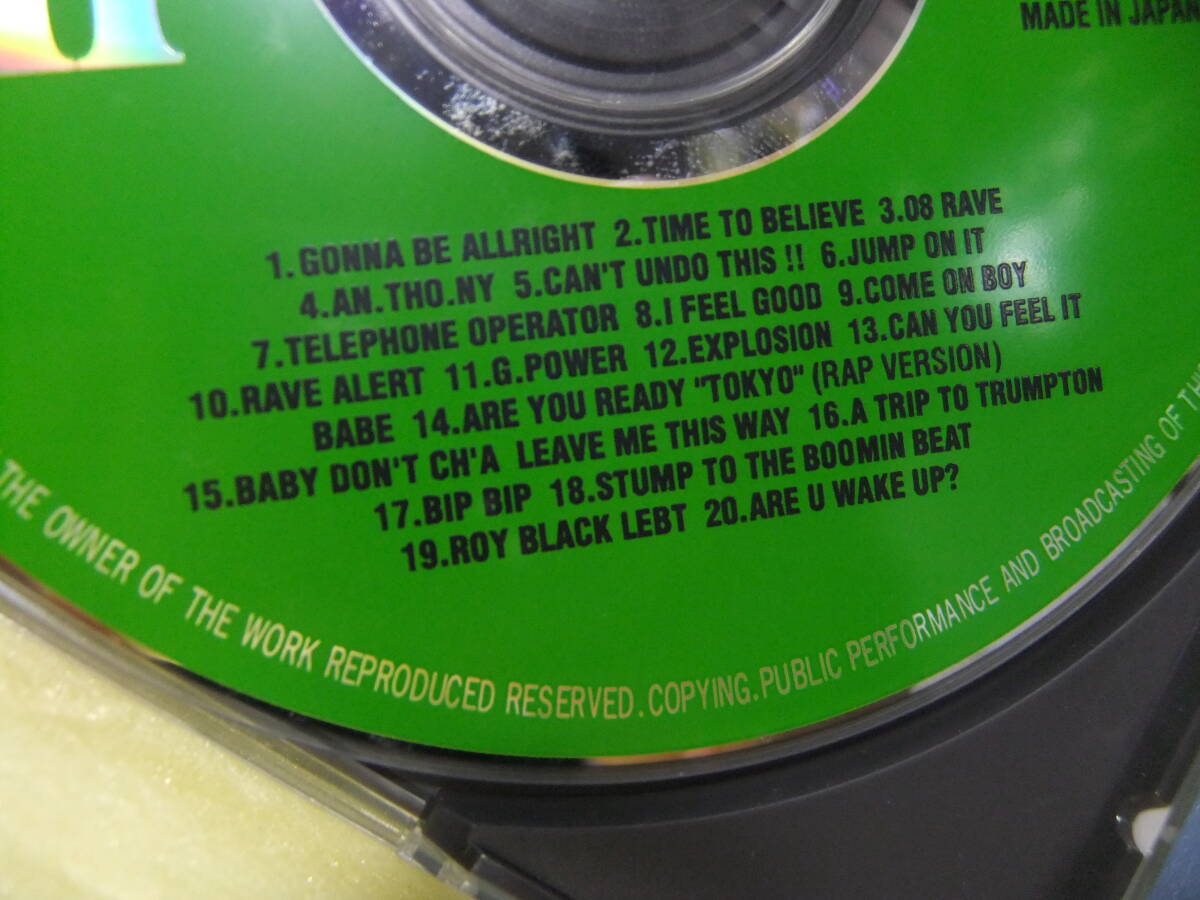 MADE IN JAPAN
1.GONNA BE ALLRIGHT 2.TIME TO BELIEVE 3.08 RAVE
4.AN.THO.NY 5.CAN'T UNDO THIS !! 6.JUMP ON IT
7.TELEPHONE OPERATOR 8.I FEEL GOOD 9.COME ON BOY
10.RAVE ALERT 11.G.POWER 12.EXPLOSION 13.CAN YOU FEEL IT
BABE 14.ARE YOU READY "TOKYO" (RAP VERSION)
15.BABY DON'T CH'A LEAVE ME THIS WAY 16.A TRIP TO TRUMPTON
17.BIP BIP 18.STUMP TO THE BOOMIN BEAT
19.ROY BLACK LEBT 20.ARE U WAKE UP?
THE OWNER OF THE WORK REPRODUCED RESERVED.COPYING.PUBLIC PERFORMANCE AND BROADCASTING OF